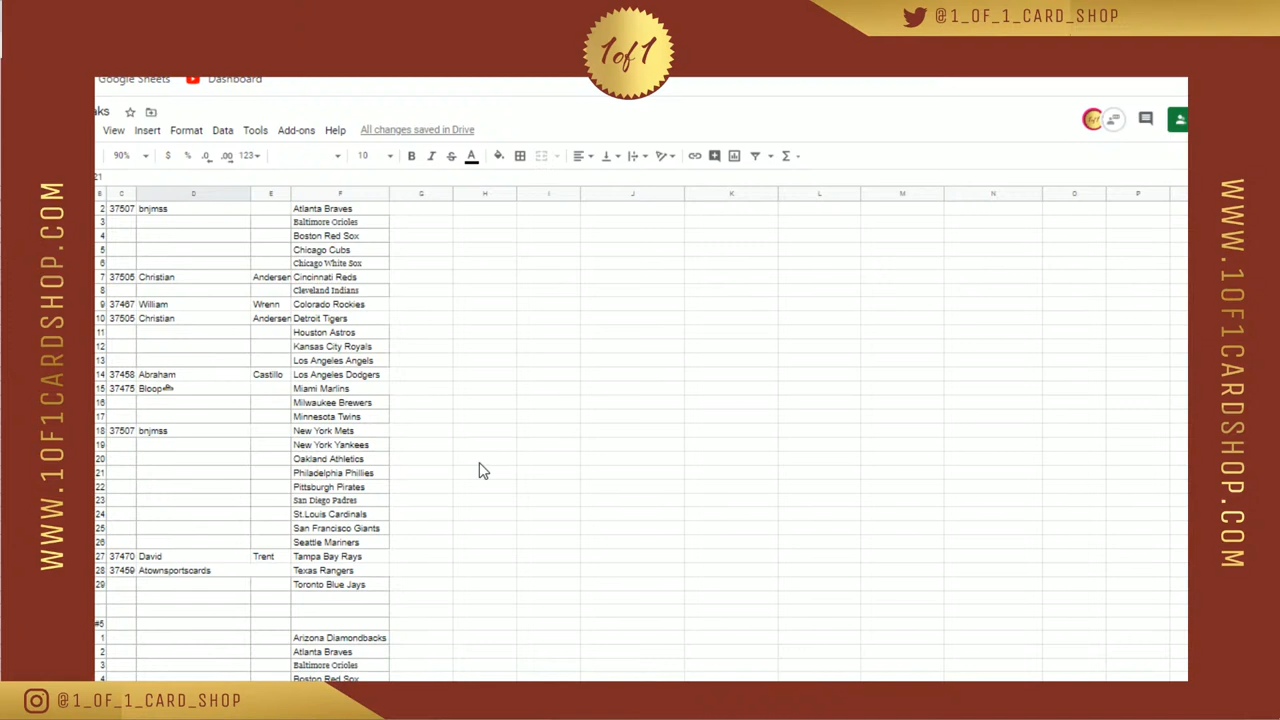 @1_OF_1_CARD_SHOP
1of1
Google Sheets Dashboard
aks
View Insert Format Data Tools Add-ons Help All changes saved in Drive
90% $ % .0 .00 123 10 B I S A
21
B C D E F G H I J K L M N O P
2 37507 bnjmss Atlanta Braves
3 Baltimore Orioles
4 Boston Red Sox
5 Chicago Cubs
6 Chicago White Sox
7 37505 Christian Andersen Cincinnati Reds
8 Cleveland Indians
9 37467 William Wrenn Colorado Rockies
10 37505 Christian Andersen Detroit Tigers
11 Houston Astros
12 Kansas City Royals
13 Los Angeles Angels
14 37458 Abraham Castillo Los Angeles Dodgers
15 37475 Bloop Miami Marlins
16 Milwaukee Brewers
17 Minnesota Twins
18 37507 bnjmss New York Mets
19 New York Yankees
20 Oakland Athletics
21 Philadelphia Phillies
22 Pittsburgh Pirates
23 San Diego Padres
24 St.Louis Cardinals
25 San Francisco Giants
26 Seattle Mariners
27 37470 David Trent Tampa Bay Rays
28 37459 Atownsportscards Texas Rangers
29 Toronto Blue Jays
#5
1 Arizona Diamondbacks
2 Atlanta Braves
3 Baltimore Orioles
4 Boston Red Sox
WWW.1OF1CARDSHOP.COM
WWW.1OF1CARDSHOP.COM
@1_OF_1_CARD_SHOP